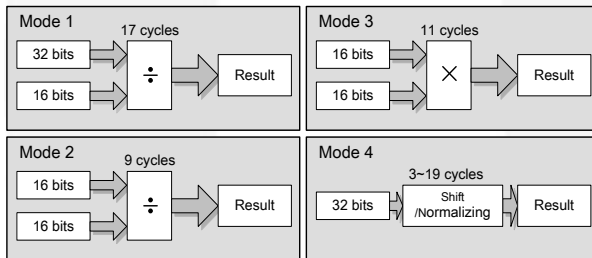 Mode 1
17 cycles
32 bits
16 bits
÷
Result
Mode 3
11 cycles
16 bits
16 bits
×
Result
Mode 2
9 cycles
16 bits
16 bits
÷
Result
Mode 4
3~19 cycles
32 bits
Shift
/Normalizing
Result